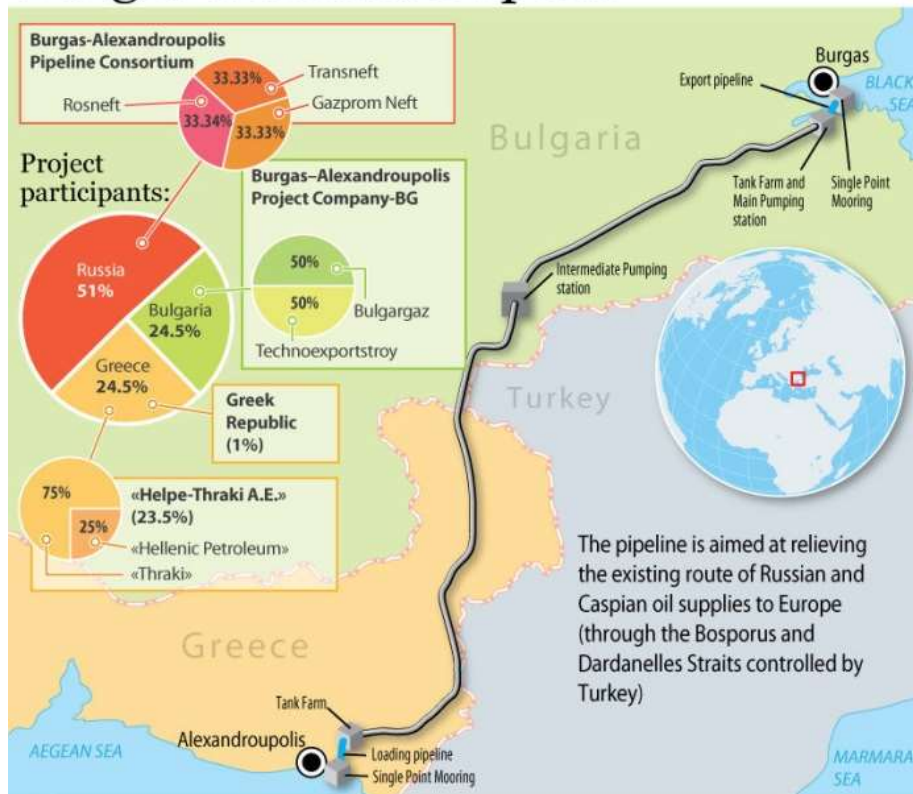 Burgas-Alexandroupolis
Pipeline Consortium
33.33%
Transneft
Rosneft
Gazprom Neft
33.34%
33.33%
Project
participants:
Burgas–Alexandroupolis
Project Company-BG
50%
50%
Bulgargaz
Technoexportstroy
Russia
51%
Bulgaria
24.5%
Greece
24.5%
Greek
Republic
(1%)
75%
25%
«Helpe-Thraki A.E.»
(23.5%)
«Hellenic Petroleum»
«Thraki»
Burgas
Export pipeline
BLACK
SEA
Bulgaria
Tank Farm and
Main Pumping
station
Single Point
Mooring
Intermediate Pumping
station
Turkey
The pipeline is aimed at relieving
the existing route of Russian and
Caspian oil supplies to Europe
(through the Bosporus and
Dardanelles Straits controlled by
Turkey)
Greece
Tank Farm
Alexandroupolis
Loading pipeline
Single Point Mooring
AEGEAN SEA
MARMARA
SEA